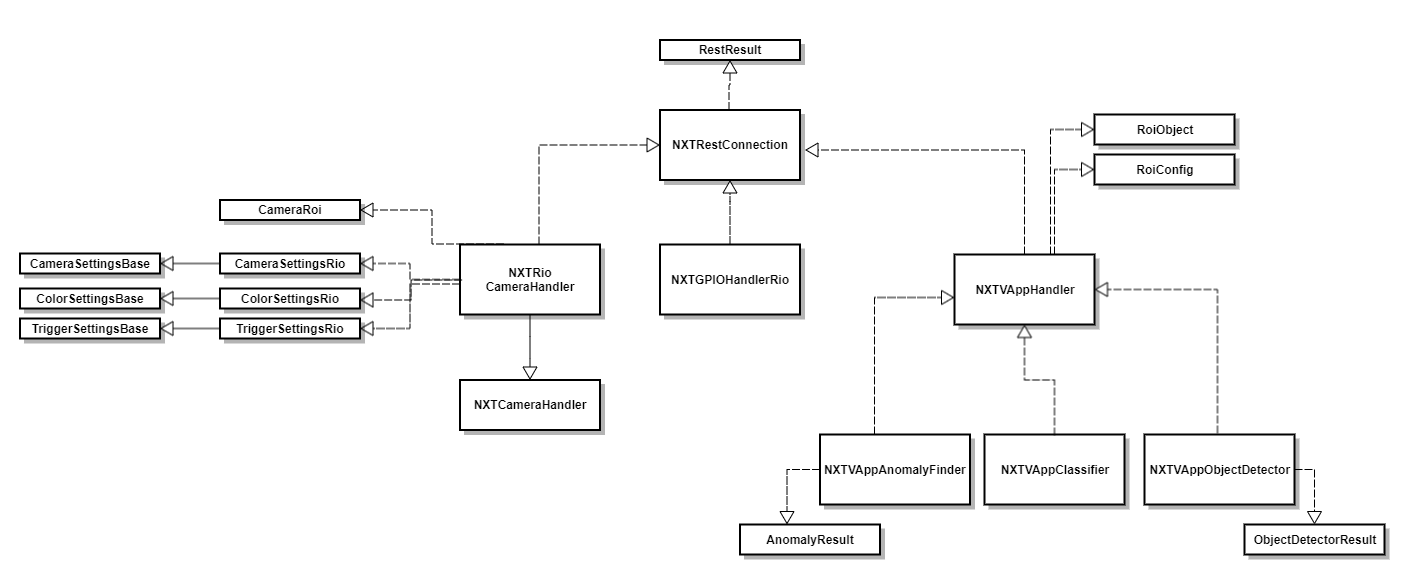 RestResult
NXTRestConnection
RoiObject
RoiConfig
CameraRoi
CameraSettingsBase
CameraSettingsRio
NXTRio
CameraHandler
NXTGPIOHandlerRio
NXTVAppHandler
ColorSettingsBase
ColorSettingsRio
TriggerSettingsBase
TriggerSettingsRio
NXTCameraHandler
NXTVAppAnomalyFinder
NXTVAppClassifier
NXTVAppObjectDetector
AnomalyResult
ObjectDetectorResult